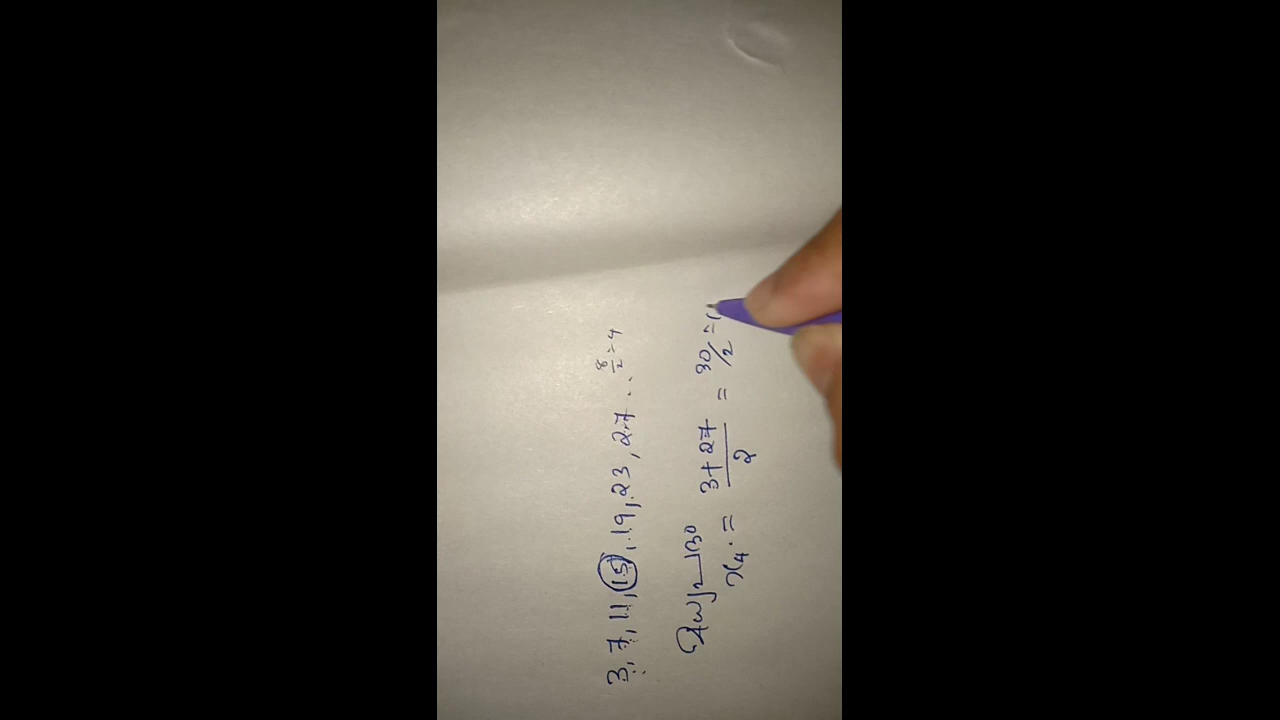 3, 7, 11, 15, 19, 23, 27... 8/2=4
x₄ = 3+27/2 = 30/2 =